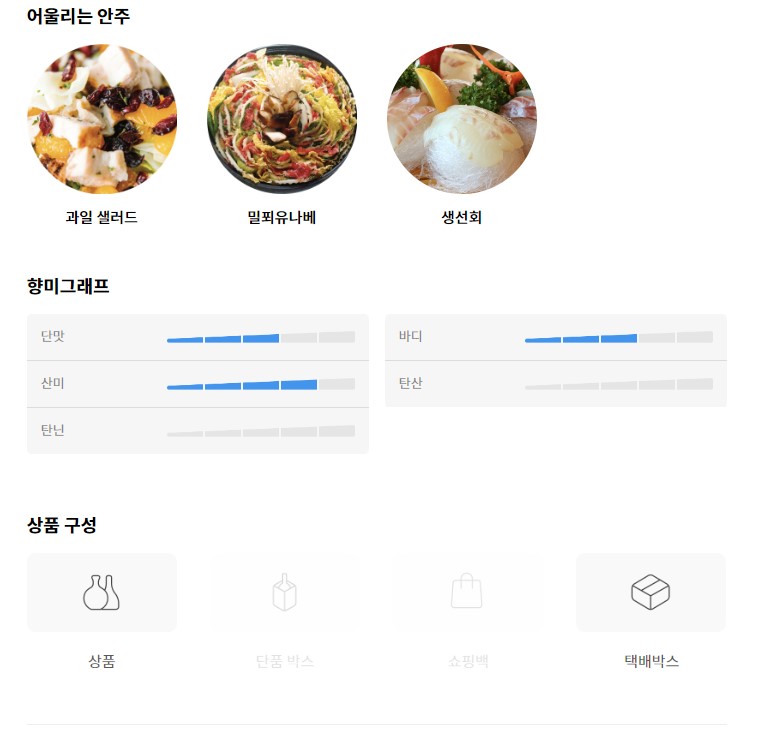 어울리는 안주
과일 샐러드
밀푀유나베
생선회
향미그래프
단맛
바디
산미
탄산
탄닌
상품 구성
상품
단품 박스
쇼핑백
택배박스